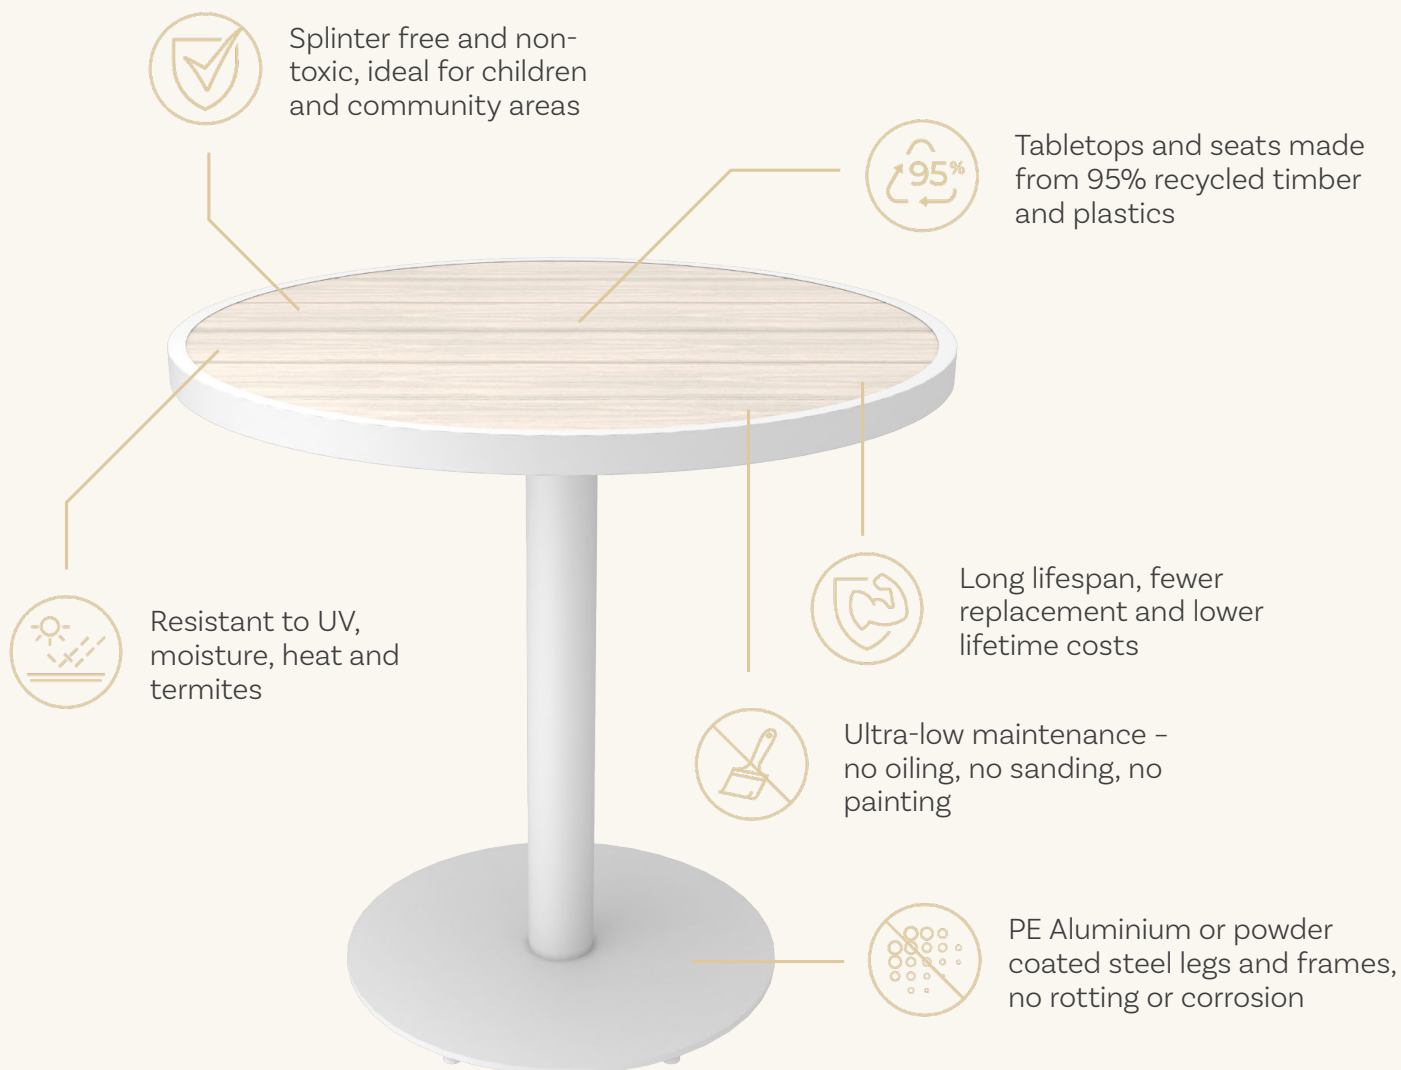 Splinter free and non-
toxic, ideal for children
and community areas
95%
Tabletops and seats made
from 95% recycled timber
and plastics
Resistant to UV,
moisture, heat and
termites
Long lifespan, fewer
replacement and lower
lifetime costs
Ultra-low maintenance –
no oiling, no sanding, no
painting
PE Aluminium or powder
coated steel legs and frames,
no rotting or corrosion